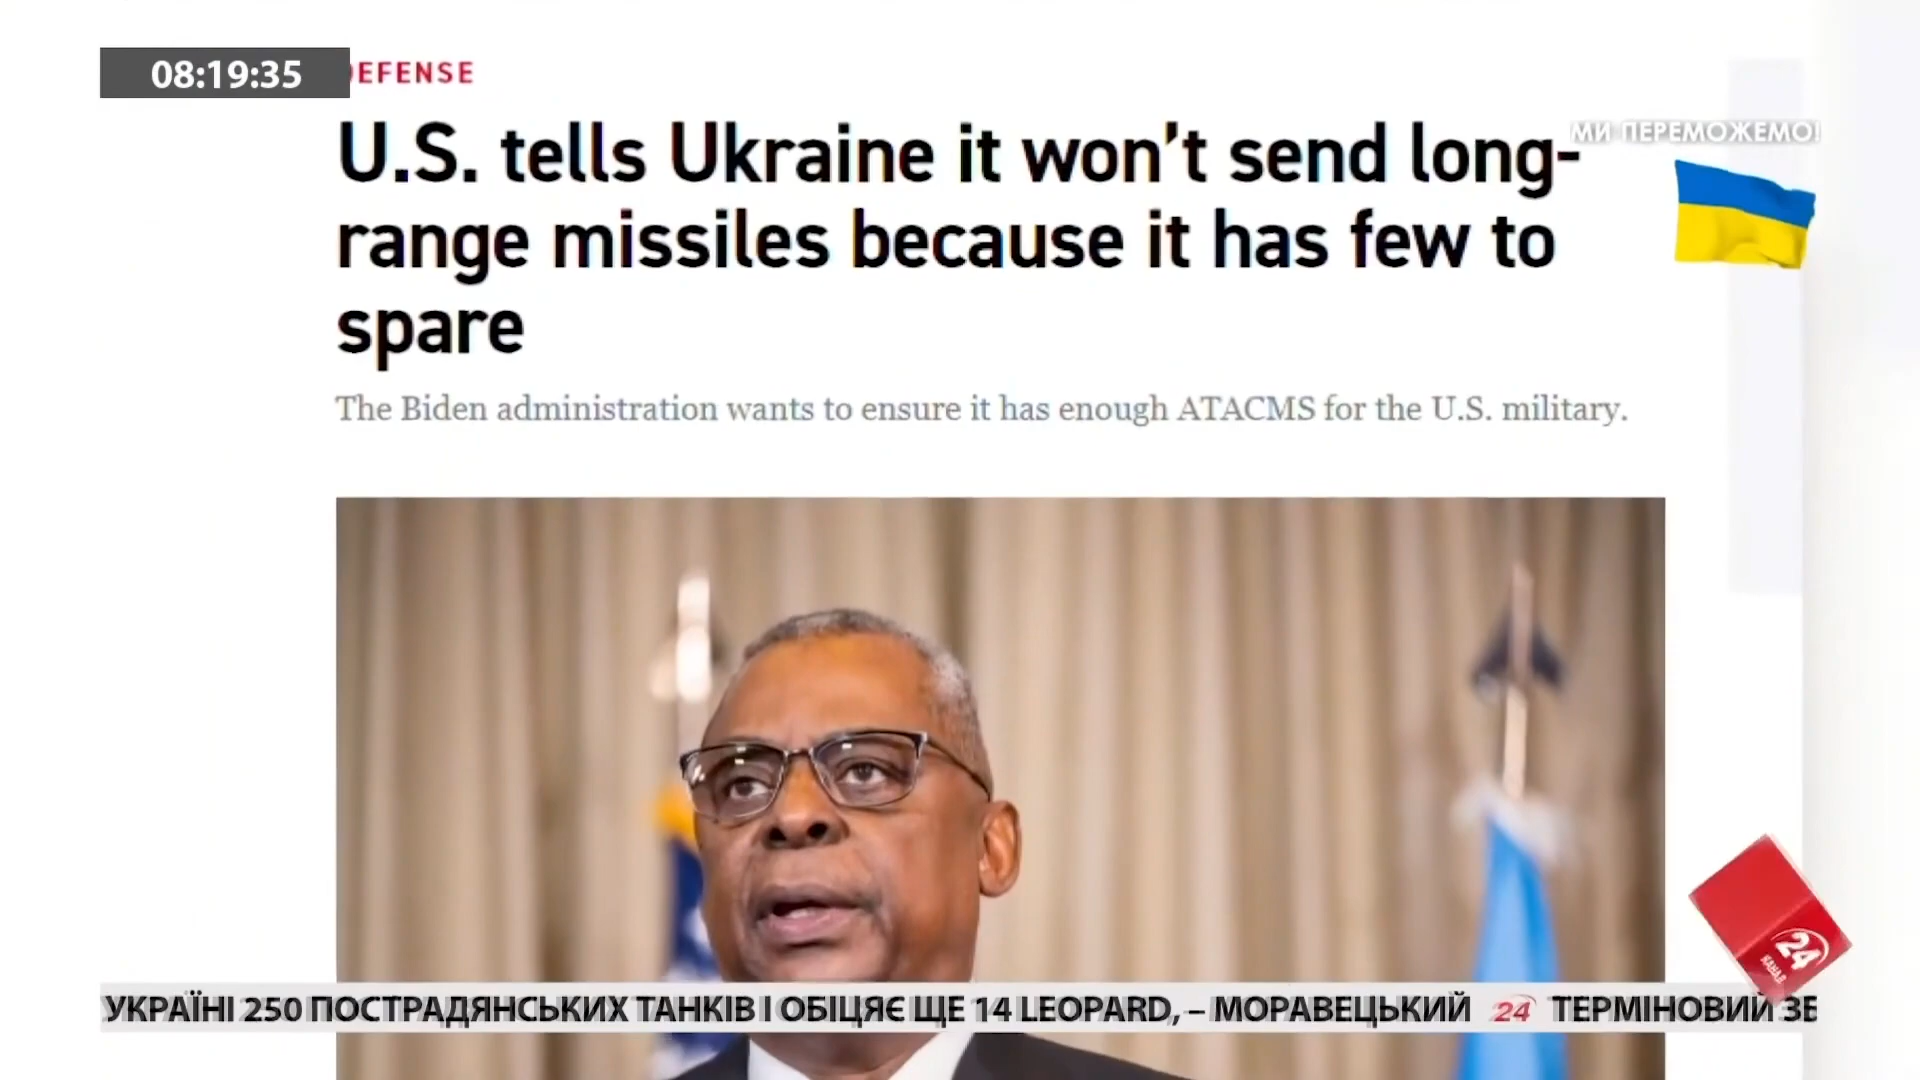 08:19:35
EFENSE
МИ ПЕРЕМОЖЕМО!
U.S. tells Ukraine it won't send long-
range missiles because it has few to
spare
The Biden administration wants to ensure it has enough ATACMS for the U.S. military.
24
КАНАЛ
УКРАЇНІ 250 ПОСТРАДЯНСЬКИХ ТАНКІВ І ОБІЦЯЄ ЩЕ 14 LEOPARD, – МОРАВЕЦЬКИЙ 24 ТЕРМІНОВИЙ ЗБ